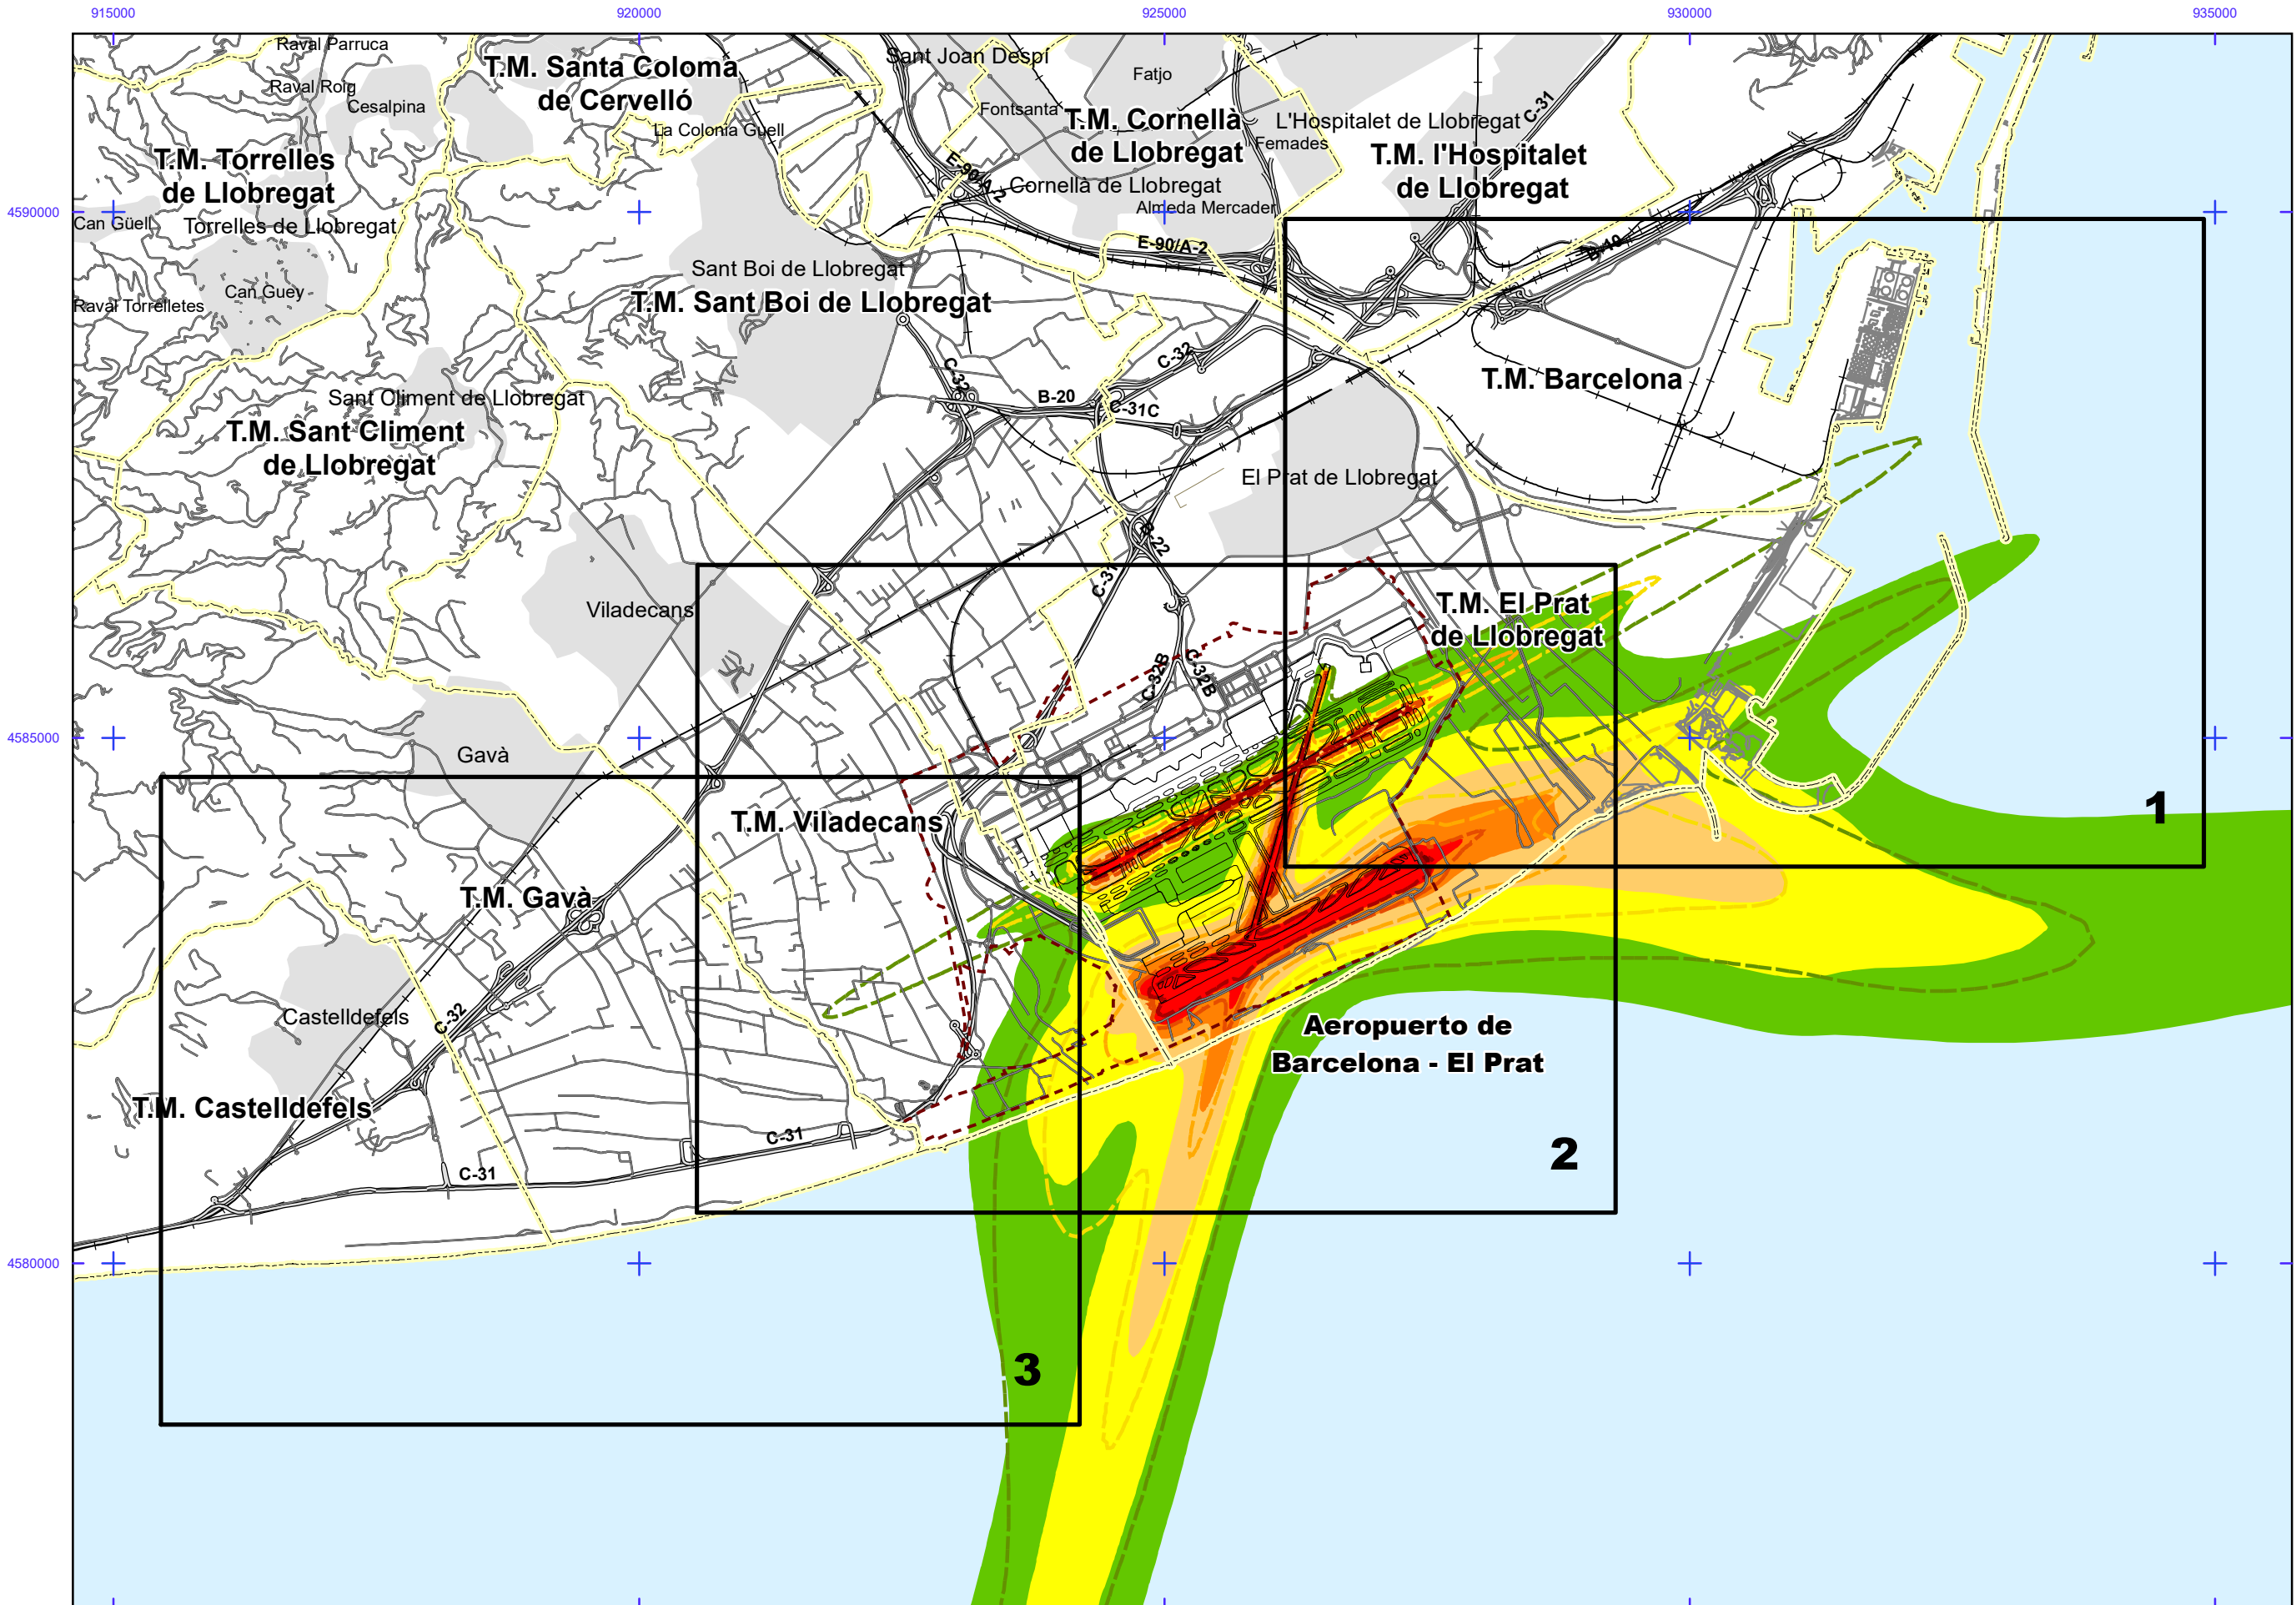 915000
920000
925000
930000
935000
Raval Parruca
T.M. Santa Coloma
de Cervelló
Sant Joan Despí
Fatjo
Raval Roig
Cesalpina
Fontsanta
T.M. Cornellà
de Llobregat
C-31
L'Hospitalet de Llobregat
La Colonia Guell
Femades
T.M. l'Hospitalet
de Llobregat
T.M. Torrelles
de Llobregat
E-90/A-2
Cornellà de Llobregat
Almeda Mercader
4590000
Can Güell
Torrelles de Llobregat
E-90/A-2
B-10
Sant Boi de Llobregat
T.M. Sant Boi de Llobregat
Can Guey
Raval Torrelletes
C-32
C-32
T.M. Barcelona
Sant Climent de Llobregat
B-20
C-31C
T.M. Sant Climent
de Llobregat
El Prat de Llobregat
B-22
C-31
Viladecans
T.M. El Prat
de Llobregat
C-32B
C-32B
4585000
Gavà
1
T.M. Viladecans
T.M. Gavà
Castelldefels
C-32
Aeropuerto de
Barcelona - El Prat
T.M. Castelldefels
C-31
2
C-31
4580000
3